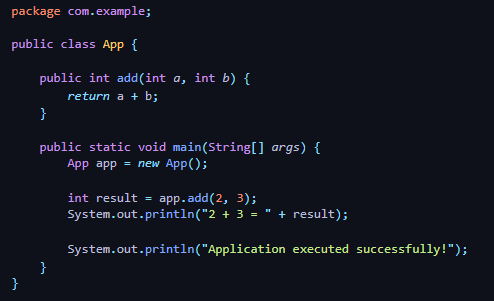 package com.example;

public class App {

    public int add(int a, int b) {
        return a + b;
    }

    public static void main(String[] args) {
        App app = new App();

        int result = app.add(2, 3);
        System.out.println("2 + 3 = " + result);

        System.out.println("Application executed successfully!");
    }
}